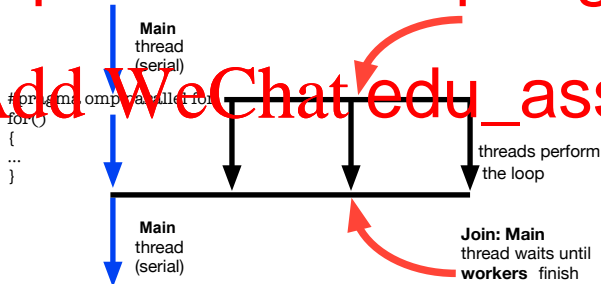 Main
thread
(serial)
Add WeChat edu_ass
#pragma omp parallel for
for()
{
...
}
threads perform
the loop
Main
thread
(serial)
Join: Main
thread waits until
workers finish